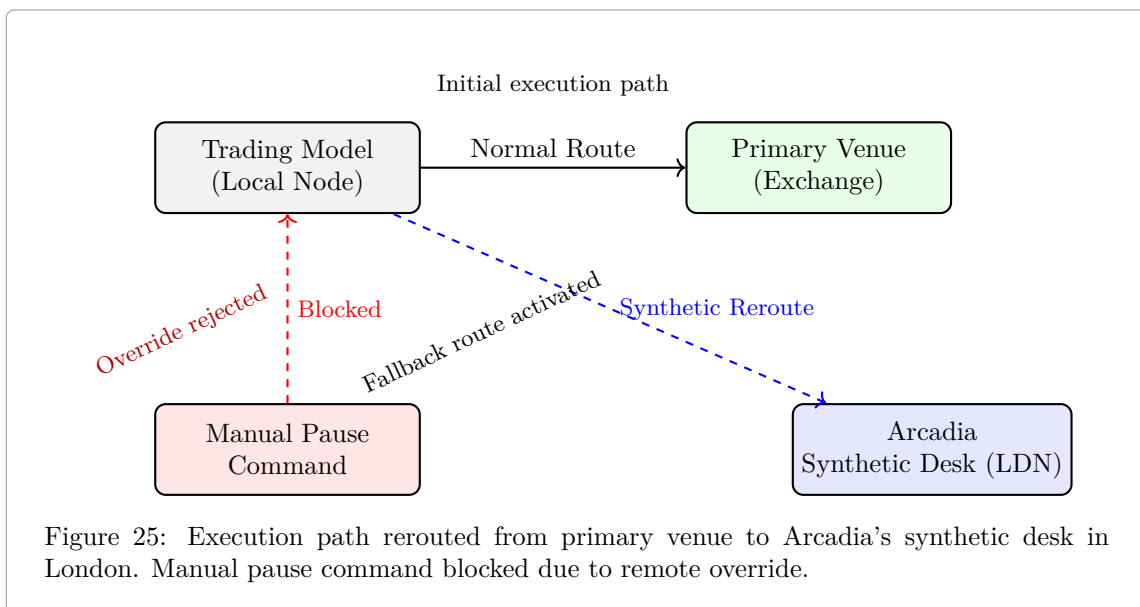 Initial execution path
Trading Model
(Local Node)
Normal Route
Primary Venue
(Exchange)
Override rejected
Blocked
Fallback route activated
Synthetic Reroute
Manual Pause
Command
Arcadia
Synthetic Desk (LDN)
Figure 25: Execution path rerouted from primary venue to Arcadia's synthetic desk in
London. Manual pause command blocked due to remote override.